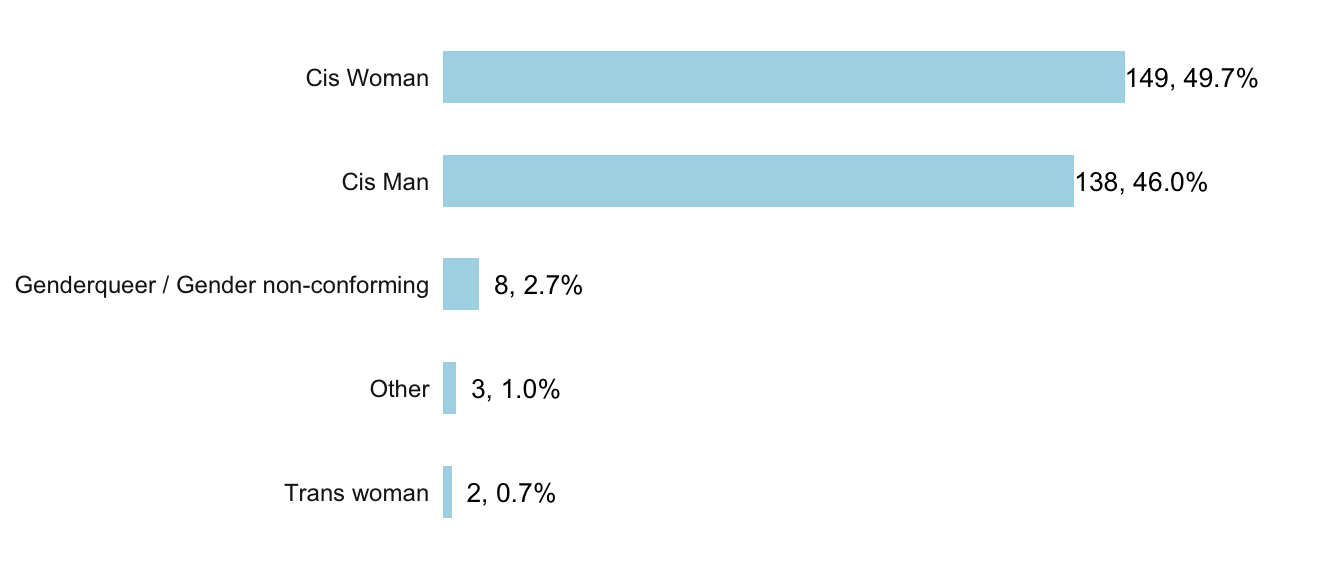 Cis Woman 149, 49.7%
Cis Man 138, 46.0%
Genderqueer / Gender non-conforming 8, 2.7%
Other 3, 1.0%
Trans woman 2, 0.7%